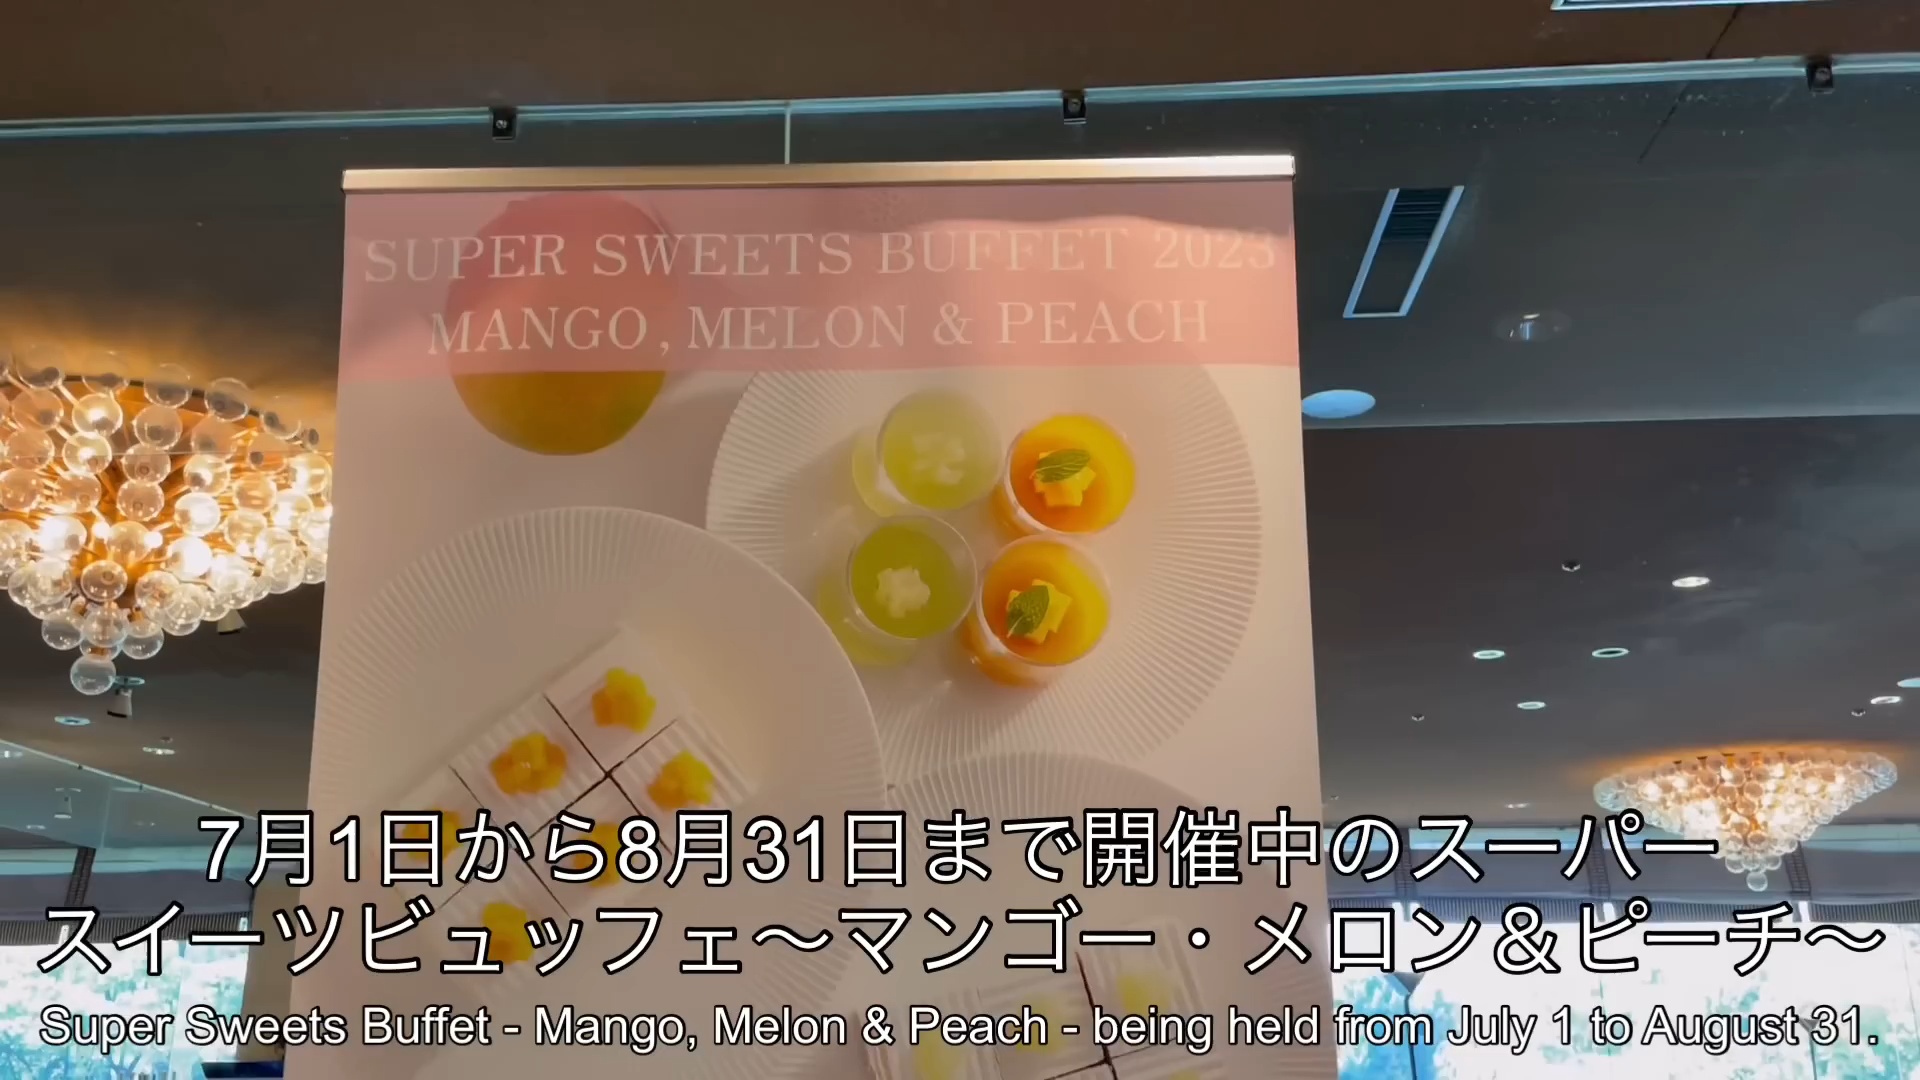 SUPER SWEETS BUFFET 2023
MANGO, MELON & PEACH
7月1日から8月31日まで開催中のスーパー
スイーツビュッフェ～マンゴー・メロン＆ピーチ～
Super Sweets Buffet - Mango, Melon & Peach - being held from July 1 to August 31.